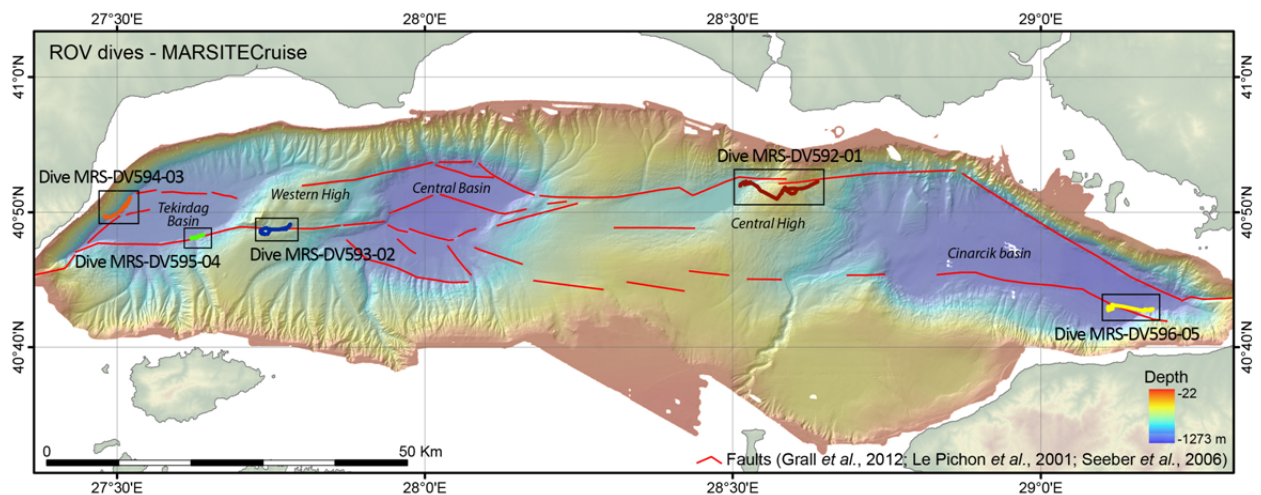 27°30'E 28°0'E 28°30'E 29°0'E
ROV dives - MARSITECruise
41°0'N 41°0'N
Dive MRS-DV592-01
Dive MRS-DV594-03
Western High
Central Basin
Tekirdag
Basin
40°50'N 40°50'N
Central High
Dive MRS-DV593-02
Dive MRS-DV595-04
Cinarcik basin
Dive MRS-DV596-05
40°40'N 40°40'N
Depth
-22
-1273 m
0 50 Km
Faults (Grall et al., 2012; Le Pichon et al., 2001; Seeber et al., 2006)
27°30'E 28°0'E 28°30'E 29°0'E